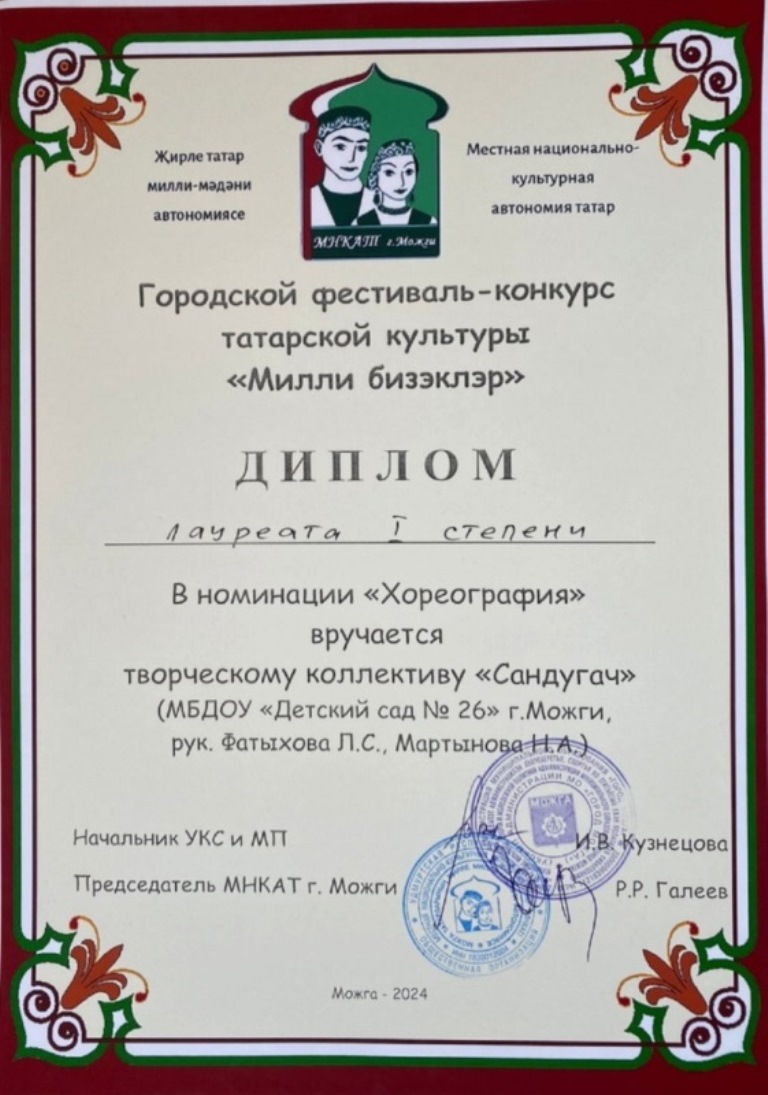 Җирле татар
милли-мәдәни
автономиясе
Местная национально-
культурная
автономия татар
МНКАТ г.Можги
Городской фестиваль-конкурс
татарской культуры
«Милли бизэклэр»
ДИПЛОМ
Лауреата I степени
В номинации «Хореография»
вручается
творческому коллективу «Сандугач»
(МБДОУ «Детский сад № 26» г.Можги,
рук. Фатыхова Л.С., Мартынова Н.А.)
МОЖГА
Начальник УКС и МП
И.В. Кузнецова
Председатель МНКАТ г. Можги
Р.Р. Галеев
Можга - 2024